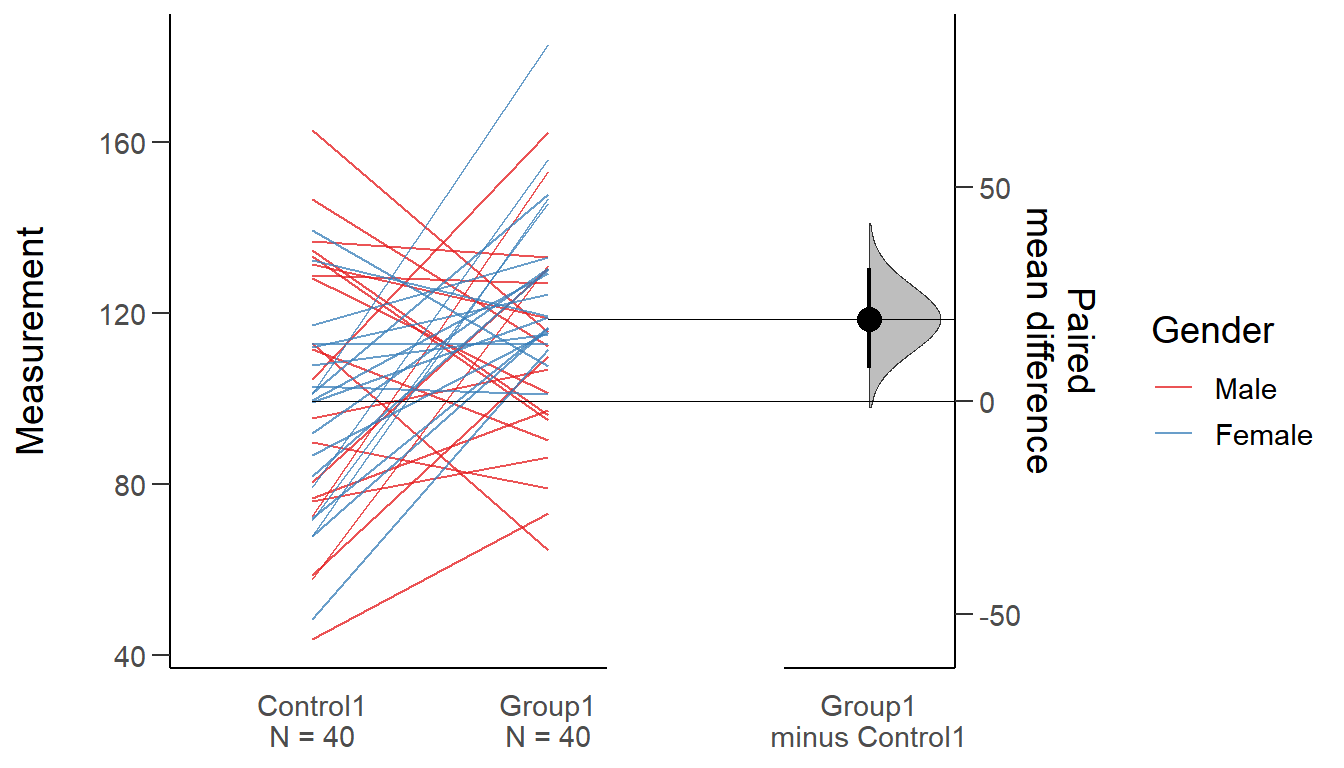 Measurement
160
120
80
40
Control1
N = 40
Group1
N = 40
50
0
-50
Paired
mean difference
Group1
minus Control1
Gender
Male
Female